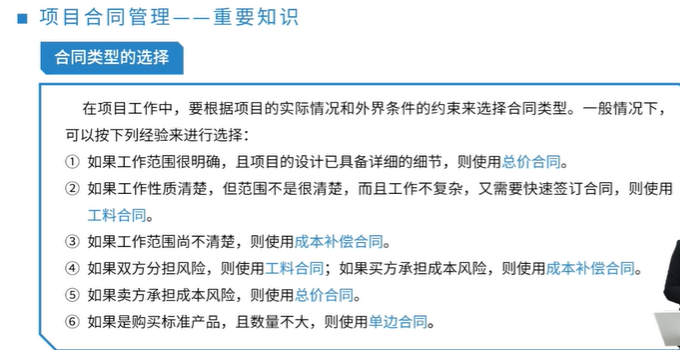 项目合同管理——重要知识
合同类型的选择
在项目工作中，要根据项目的实际情况和外界条件的约束来选择合同类型。一般情况下，
可以按下列经验来进行选择：
① 如果工作范围很明确，且项目的设计已具备详细的细节，则使用总价合同。
② 如果工作性质清楚，但范围不是很清楚，而且工作不复杂，又需要快速签订合同，则使用
工料合同。
③ 如果工作范围尚不清楚，则使用成本补偿合同。
④ 如果双方分担风险，则使用工料合同；如果买方承担成本风险，则使用成本补偿合同。
⑤ 如果卖方承担成本风险，则使用总价合同。
⑥ 如果是购买标准产品，且数量不大，则使用单边合同。